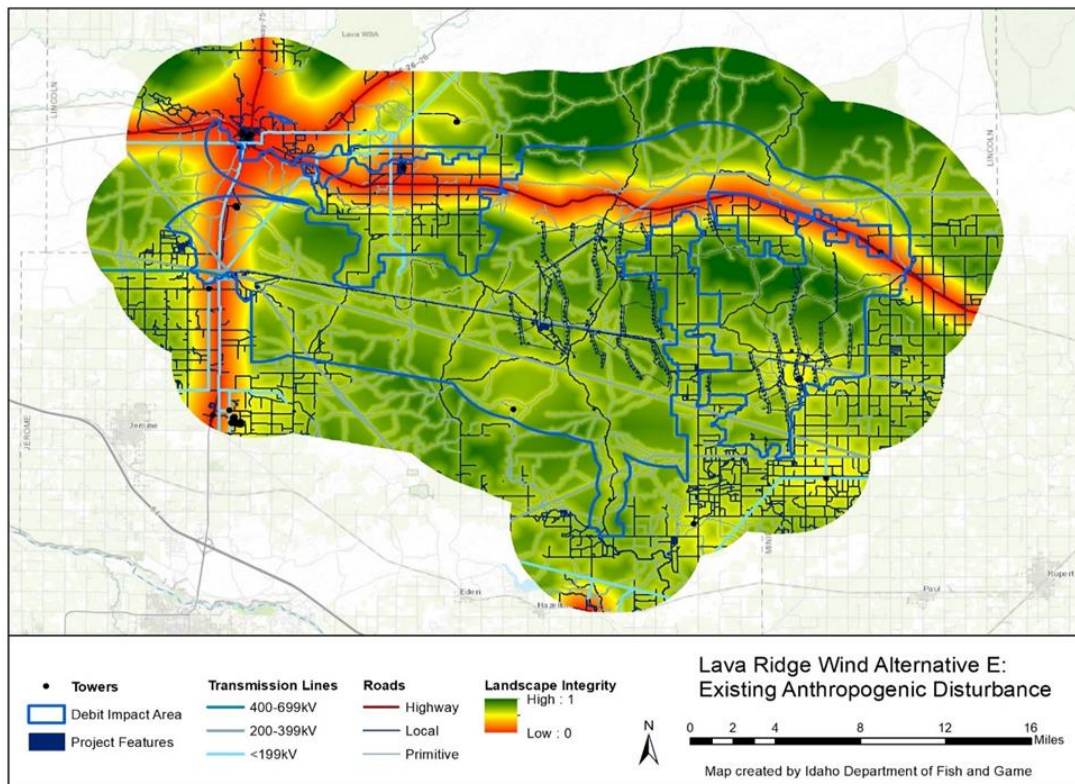 Lava WSA
LINCOLN
LINCOLN
JEROME
Jerome
84
Eden
Paul
Rupert
Towers
Debit Impact Area
Project Features
Transmission Lines
400-699kV
200-399kV
<199kV
Roads
Highway
Local
Primitive
Landscape Integrity
High : 1
Low : 0
Lava Ridge Wind Alternative E:
Existing Anthropogenic Disturbance
N
0 2 4 8 12 16
Miles
Map created by Idaho Department of Fish and Game